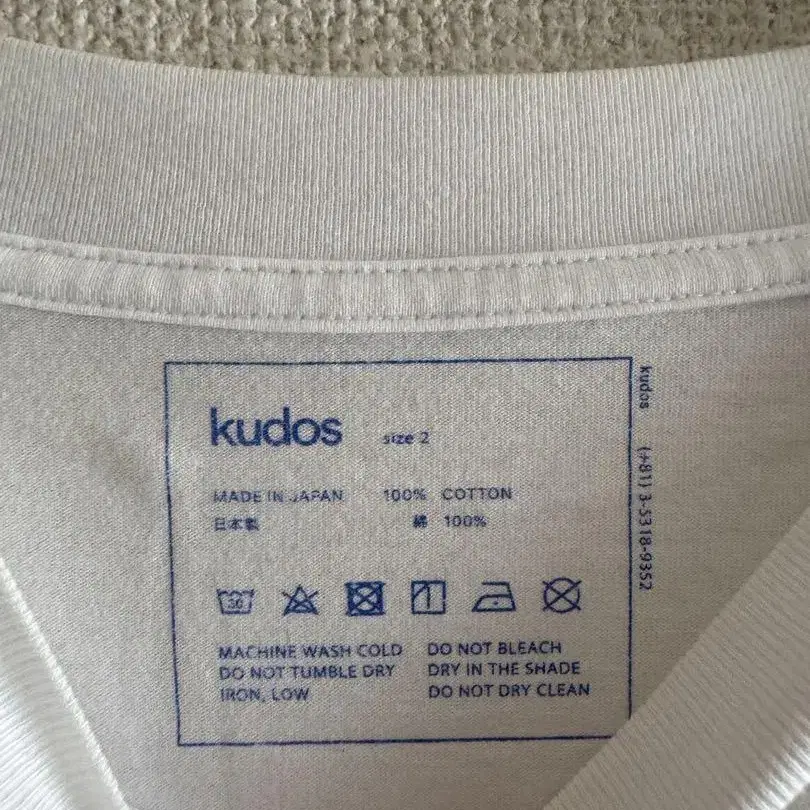 kudos size 2
MADE IN JAPAN 100% COTTON
日本製 綿 100%
30
MACHINE WASH COLD DO NOT BLEACH
DO NOT TUMBLE DRY DRY IN THE SHADE
IRON, LOW DO NOT DRY CLEAN
kudos (+81) 3-5318-9352